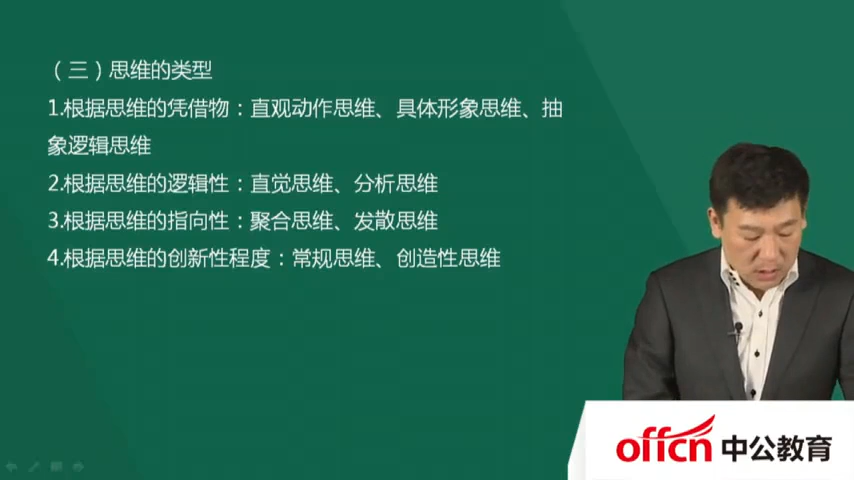 （三）思维的类型
1.根据思维的凭借物：直观动作思维、具体形象思维、抽
象逻辑思维
2.根据思维的逻辑性：直觉思维、分析思维
3.根据思维的指向性：聚合思维、发散思维
4.根据思维的创新性程度：常规思维、创造性思维
offcn 中公教育